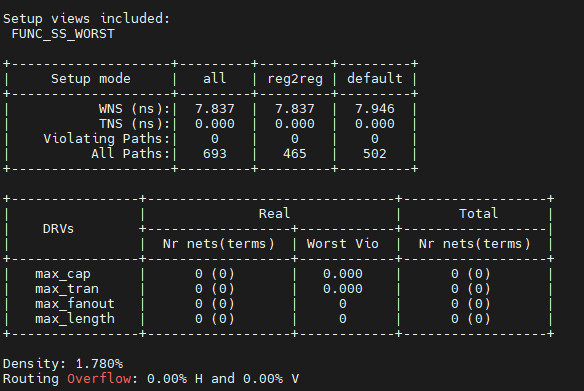 Setup views included:
 FUNC_SS_WORST

+--------------------+---------+---------+---------+
|     Setup mode     |   all   | reg2reg | default |
+--------------------+---------+---------+---------+
|           WNS (ns):|  7.837  |  7.837  |  7.946  |
|           TNS (ns):|  0.000  |  0.000  |  0.000  |
|    Violating Paths:|    0    |    0    |    0    |
|          All Paths:|   693   |   465   |   502   |
+--------------------+---------+---------+---------+

+----------------+-------------------------------+------------------+
|                |              Real             |       Total      |
|    DRVs        +------------------+------------+------------------|
|                |  Nr nets(terms)  | Worst Vio  |  Nr nets(terms)  |
+----------------+------------------+------------+------------------+
|   max_cap      |      0 (0)       |   0.000    |      0 (0)       |
|   max_tran     |      0 (0)       |   0.000    |      0 (0)       |
|   max_fanout   |      0 (0)       |     0      |      0 (0)       |
|   max_length   |      0 (0)       |     0      |      0 (0)       |
+----------------+------------------+------------+------------------+

Density: 1.780%
Routing Overflow: 0.00% H and 0.00% V